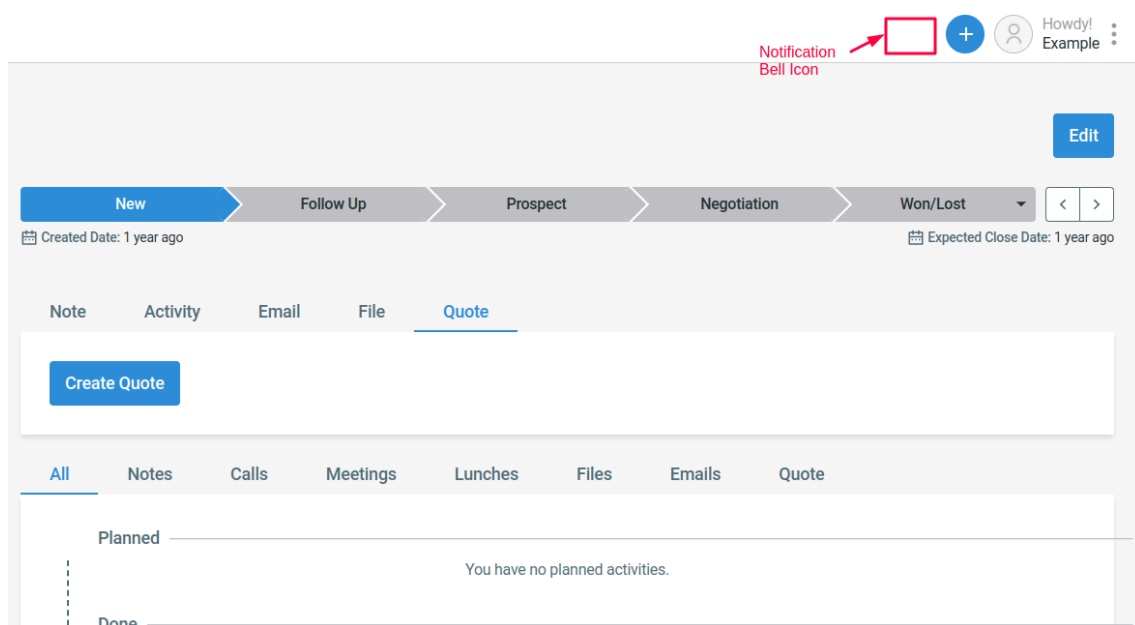 Howdy!
Example
Notification
Bell Icon
Edit
New Follow Up Prospect Negotiation Won/Lost
Created Date: 1 year ago Expected Close Date: 1 year ago
Note Activity Email File Quote
Create Quote
All Notes Calls Meetings Lunches Files Emails Quote
Planned
You have no planned activities.
Done